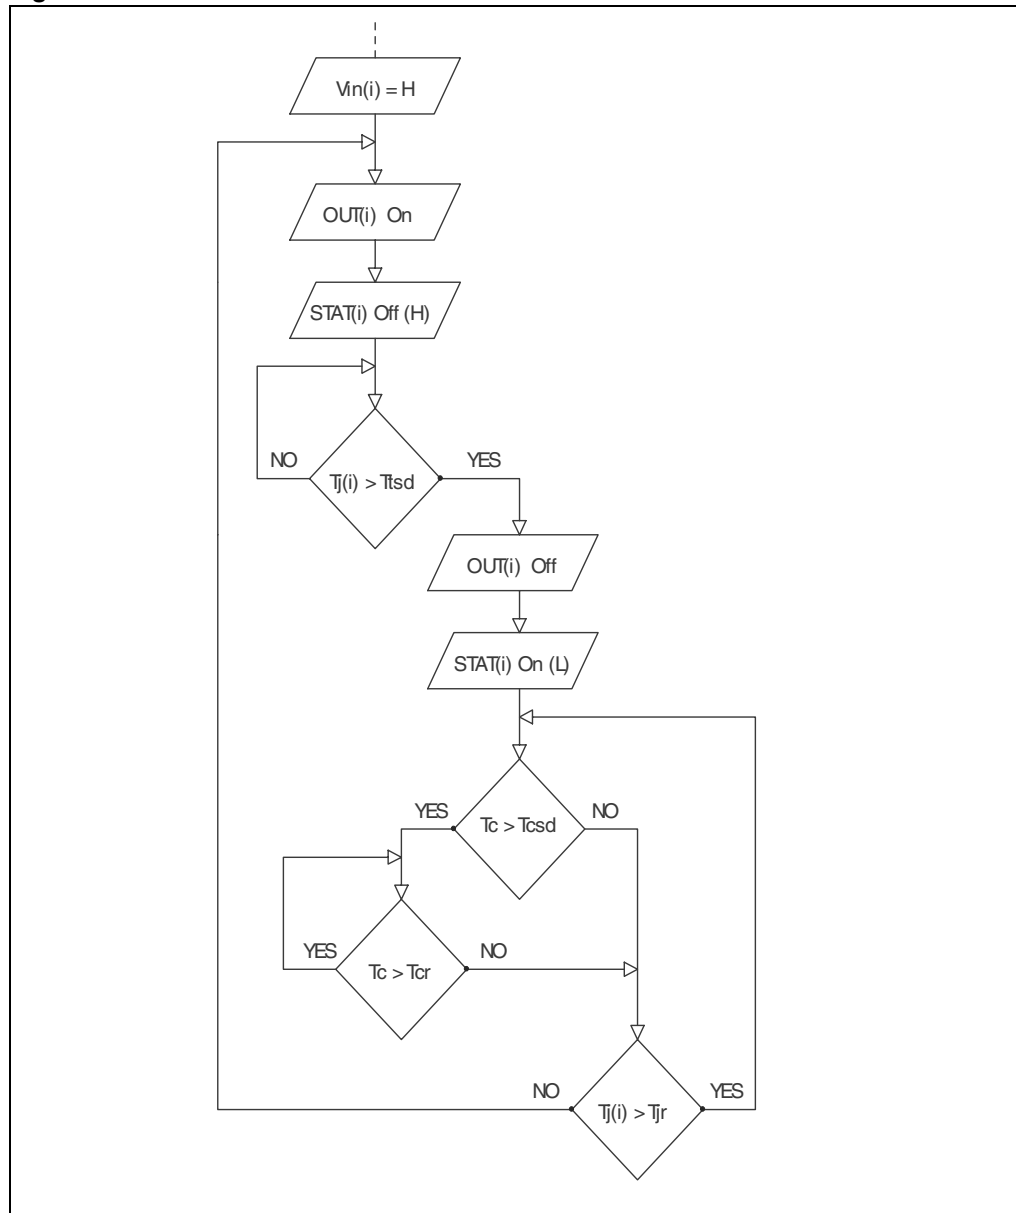 Vin(i) = H
OUT(i) On
STAT(i) Off (H)
NO
YES
Tj(i) > Ttsd
OUT(i) Off
STAT(i) On (L)
YES
NO
Tc > Tcsd
YES
NO
Tc > Tcr
NO
YES
Tj(i) > Tjr